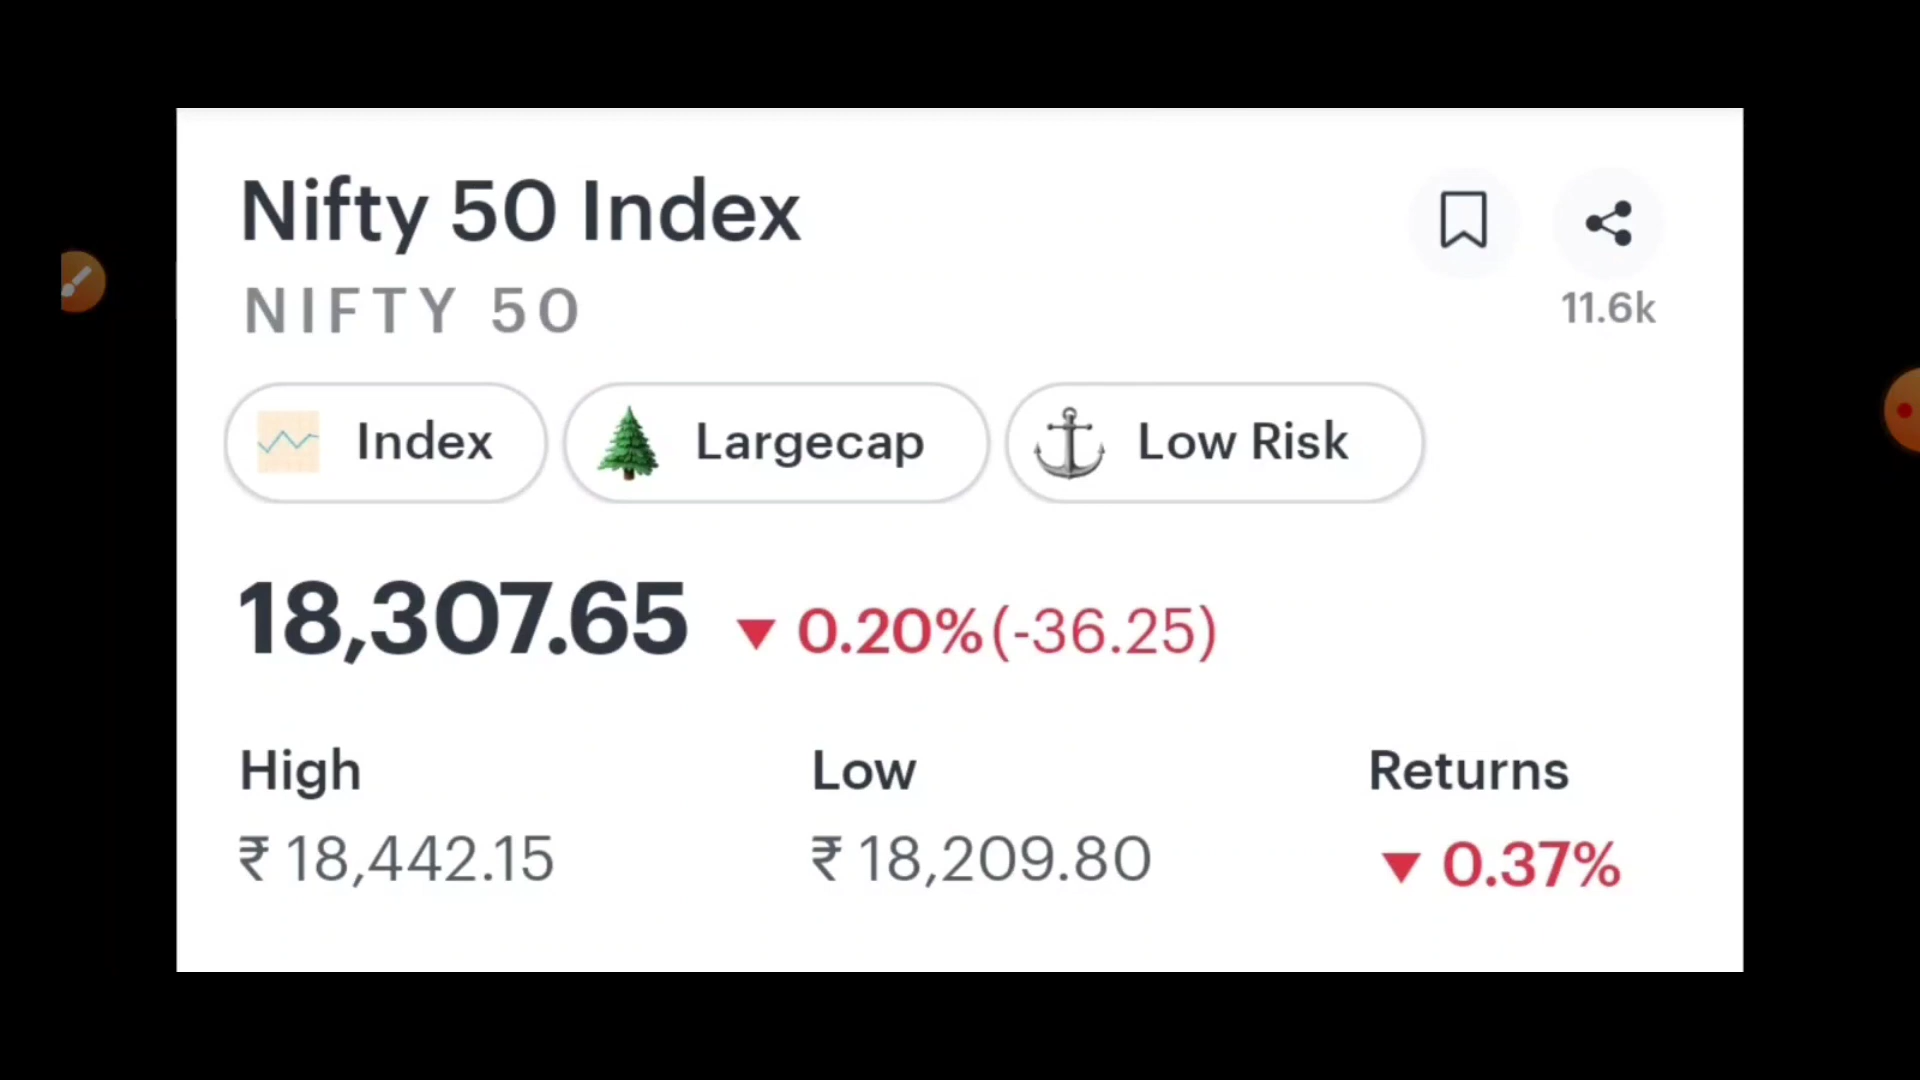 Nifty 50 Index
NIFTY 50
11.6k
Index Largecap Low Risk
18,307.65 ▼ 0.20% (-36.25)
High Low Returns
₹ 18,442.15 ₹ 18,209.80 ▼ 0.37%